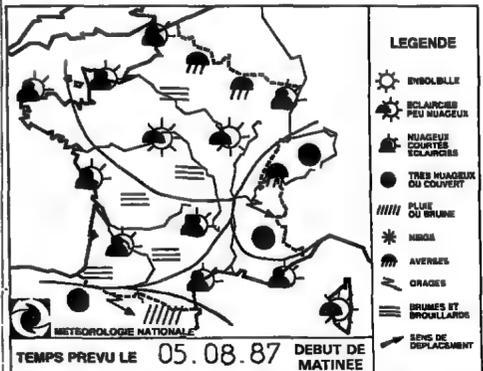 LEGENDE
ENSOLEILLE
ECLAIRCIES
PEU NUAGEUX
NUAGEUX
COURTES
ECLAIRCIES
TRES NUAGEUX
OU COUVERT
PLUIE
OU BRUINE
NEIGE
AVERSES
ORAGES
BRUMES ET
BROUILLARDS
SENS DE
DEPLACEMENT
METEOROLOGIE NATIONALE
TEMPS PREVU LE 05.08.87 DEBUT DE
MATINEE